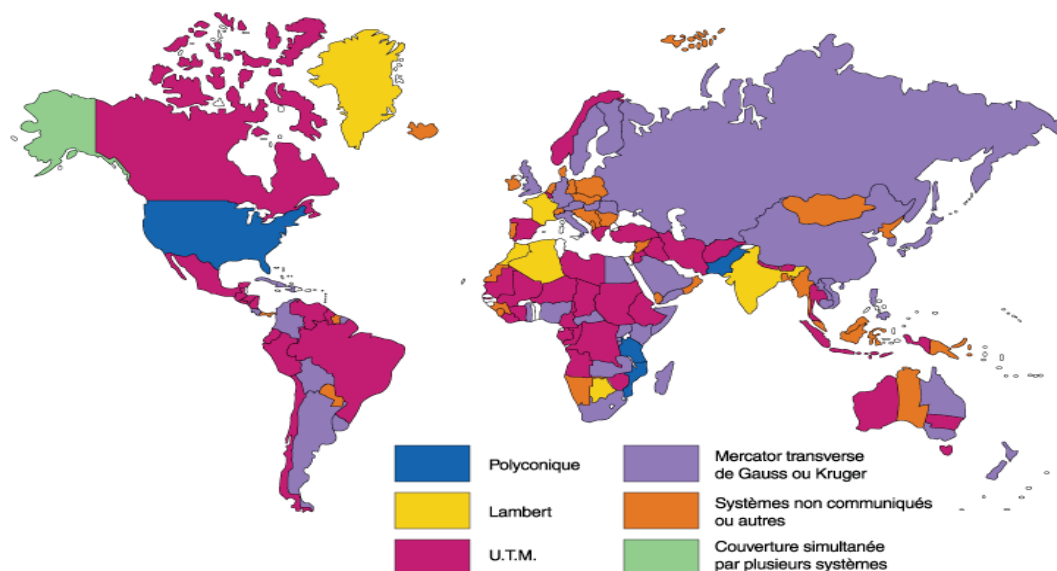 Polyconique
Lambert
U.T.M.
Mercator transverse
de Gauss ou Kruger
Systèmes non communiqués
ou autres
Couverture simultanée
par plusieurs systèmes